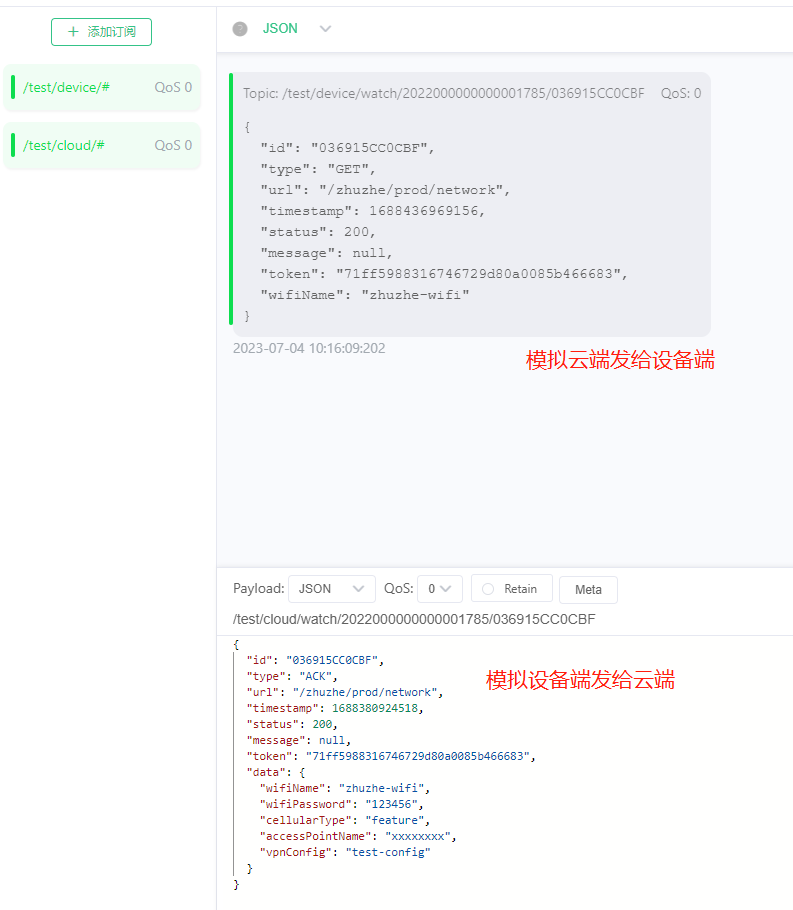 + 添加订阅
/test/device/# QoS 0
/test/cloud/# QoS 0
JSON
Topic: /test/device/watch/2022000000000001785/036915CC0CBF QoS: 0
{
"id": "036915CC0CBF",
"type": "GET",
"url": "/zhuzhe/prod/network",
"timestamp": 1688436969156,
"status": 200,
"message": null,
"token": "71ff5988316746729d80a0085b466683",
"wifiName": "zhuzhe-wifi"
}
2023-07-04 10:16:09:202
模拟云端发给设备端
Payload: JSON QoS: 0 Retain Meta
/test/cloud/watch/2022000000000001785/036915CC0CBF
{
"id": "036915CC0CBF",
"type": "ACK",
"url": "/zhuzhe/prod/network",
"timestamp": 1688380924518,
"status": 200,
"message": null,
"token": "71ff5988316746729d80a0085b466683",
"data": {
"wifiName": "zhuzhe-wifi",
"wifiPassword": "123456",
"cellularType": "feature",
"accessPointName": "xxxxxxxx",
"vpnConfig": "test-config"
}
}
模拟设备端发给云端